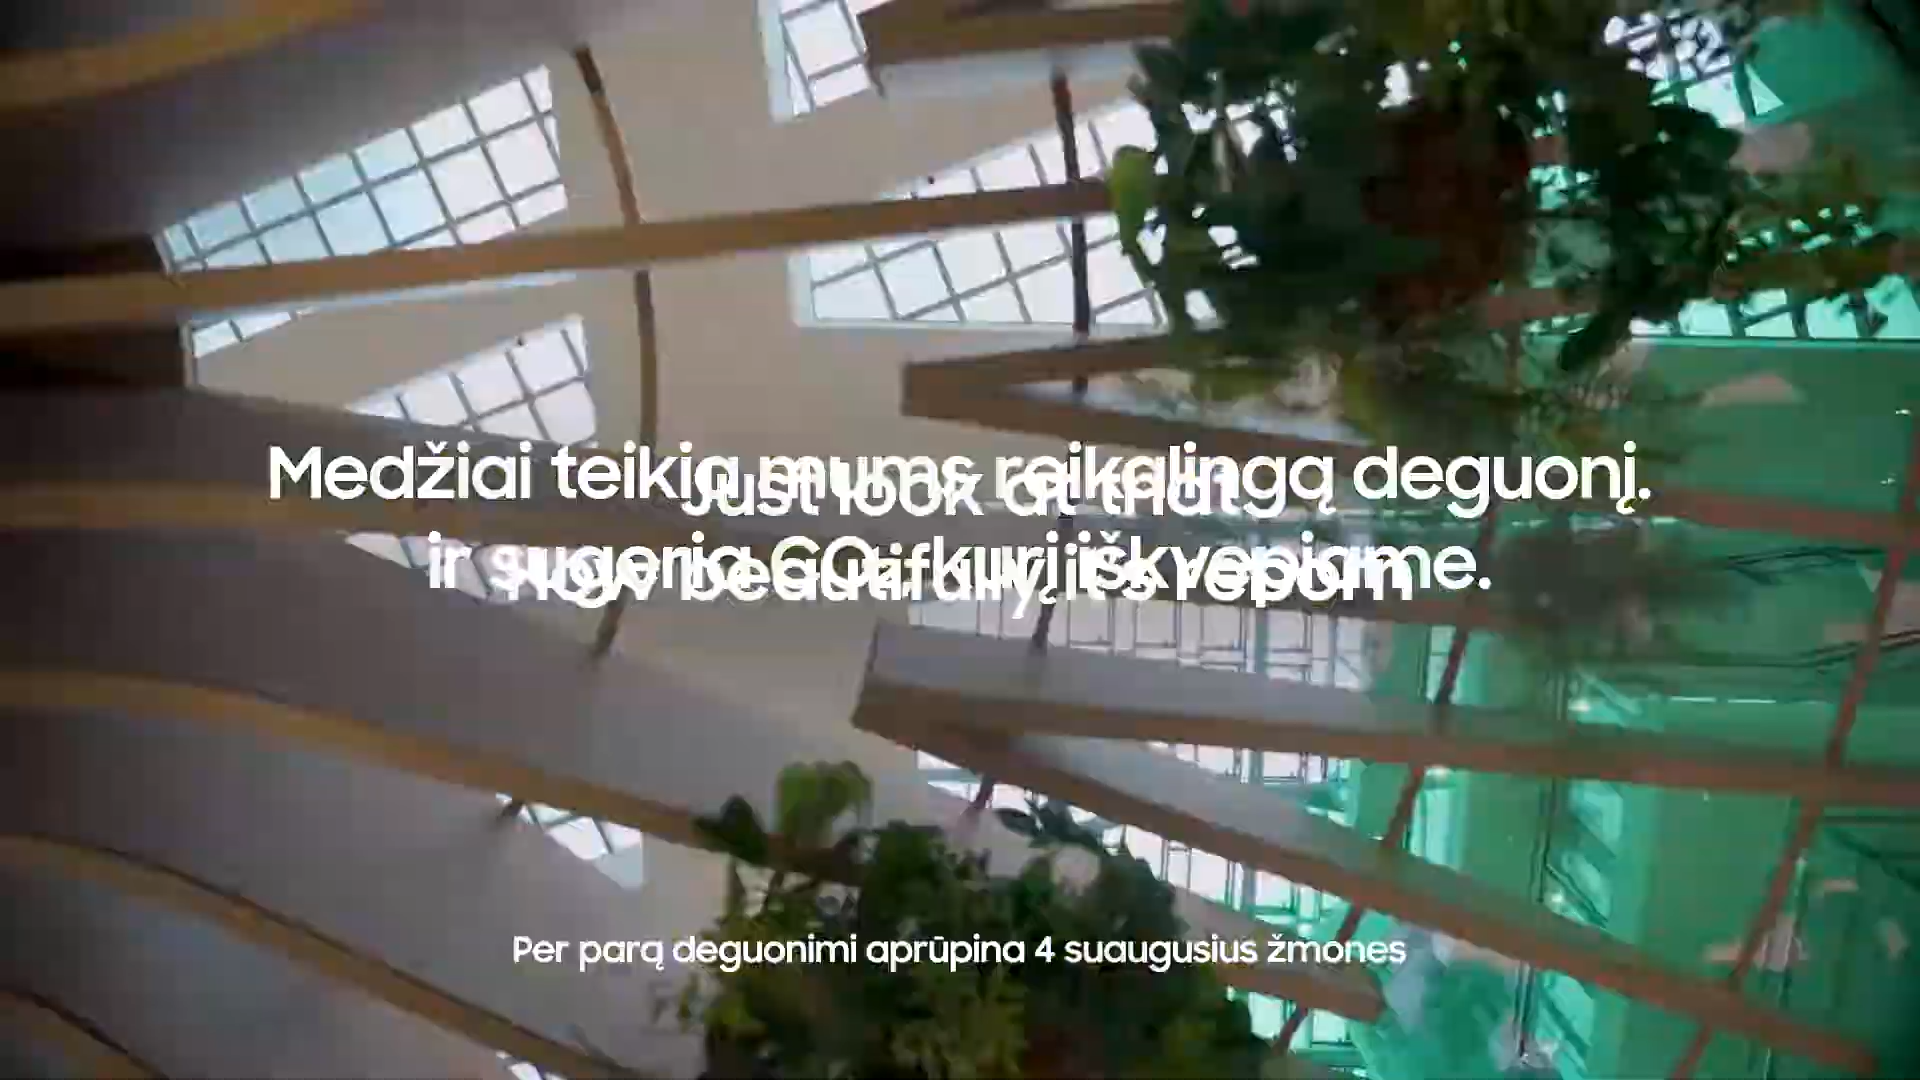 Medžiai teikia mums reikalingą deguonį.
ir sugeria CO₂, kurį iškvepiame.
Just look at that
how beautifully it's reborn
Per parą deguonimi aprūpina 4 suaugusius žmones